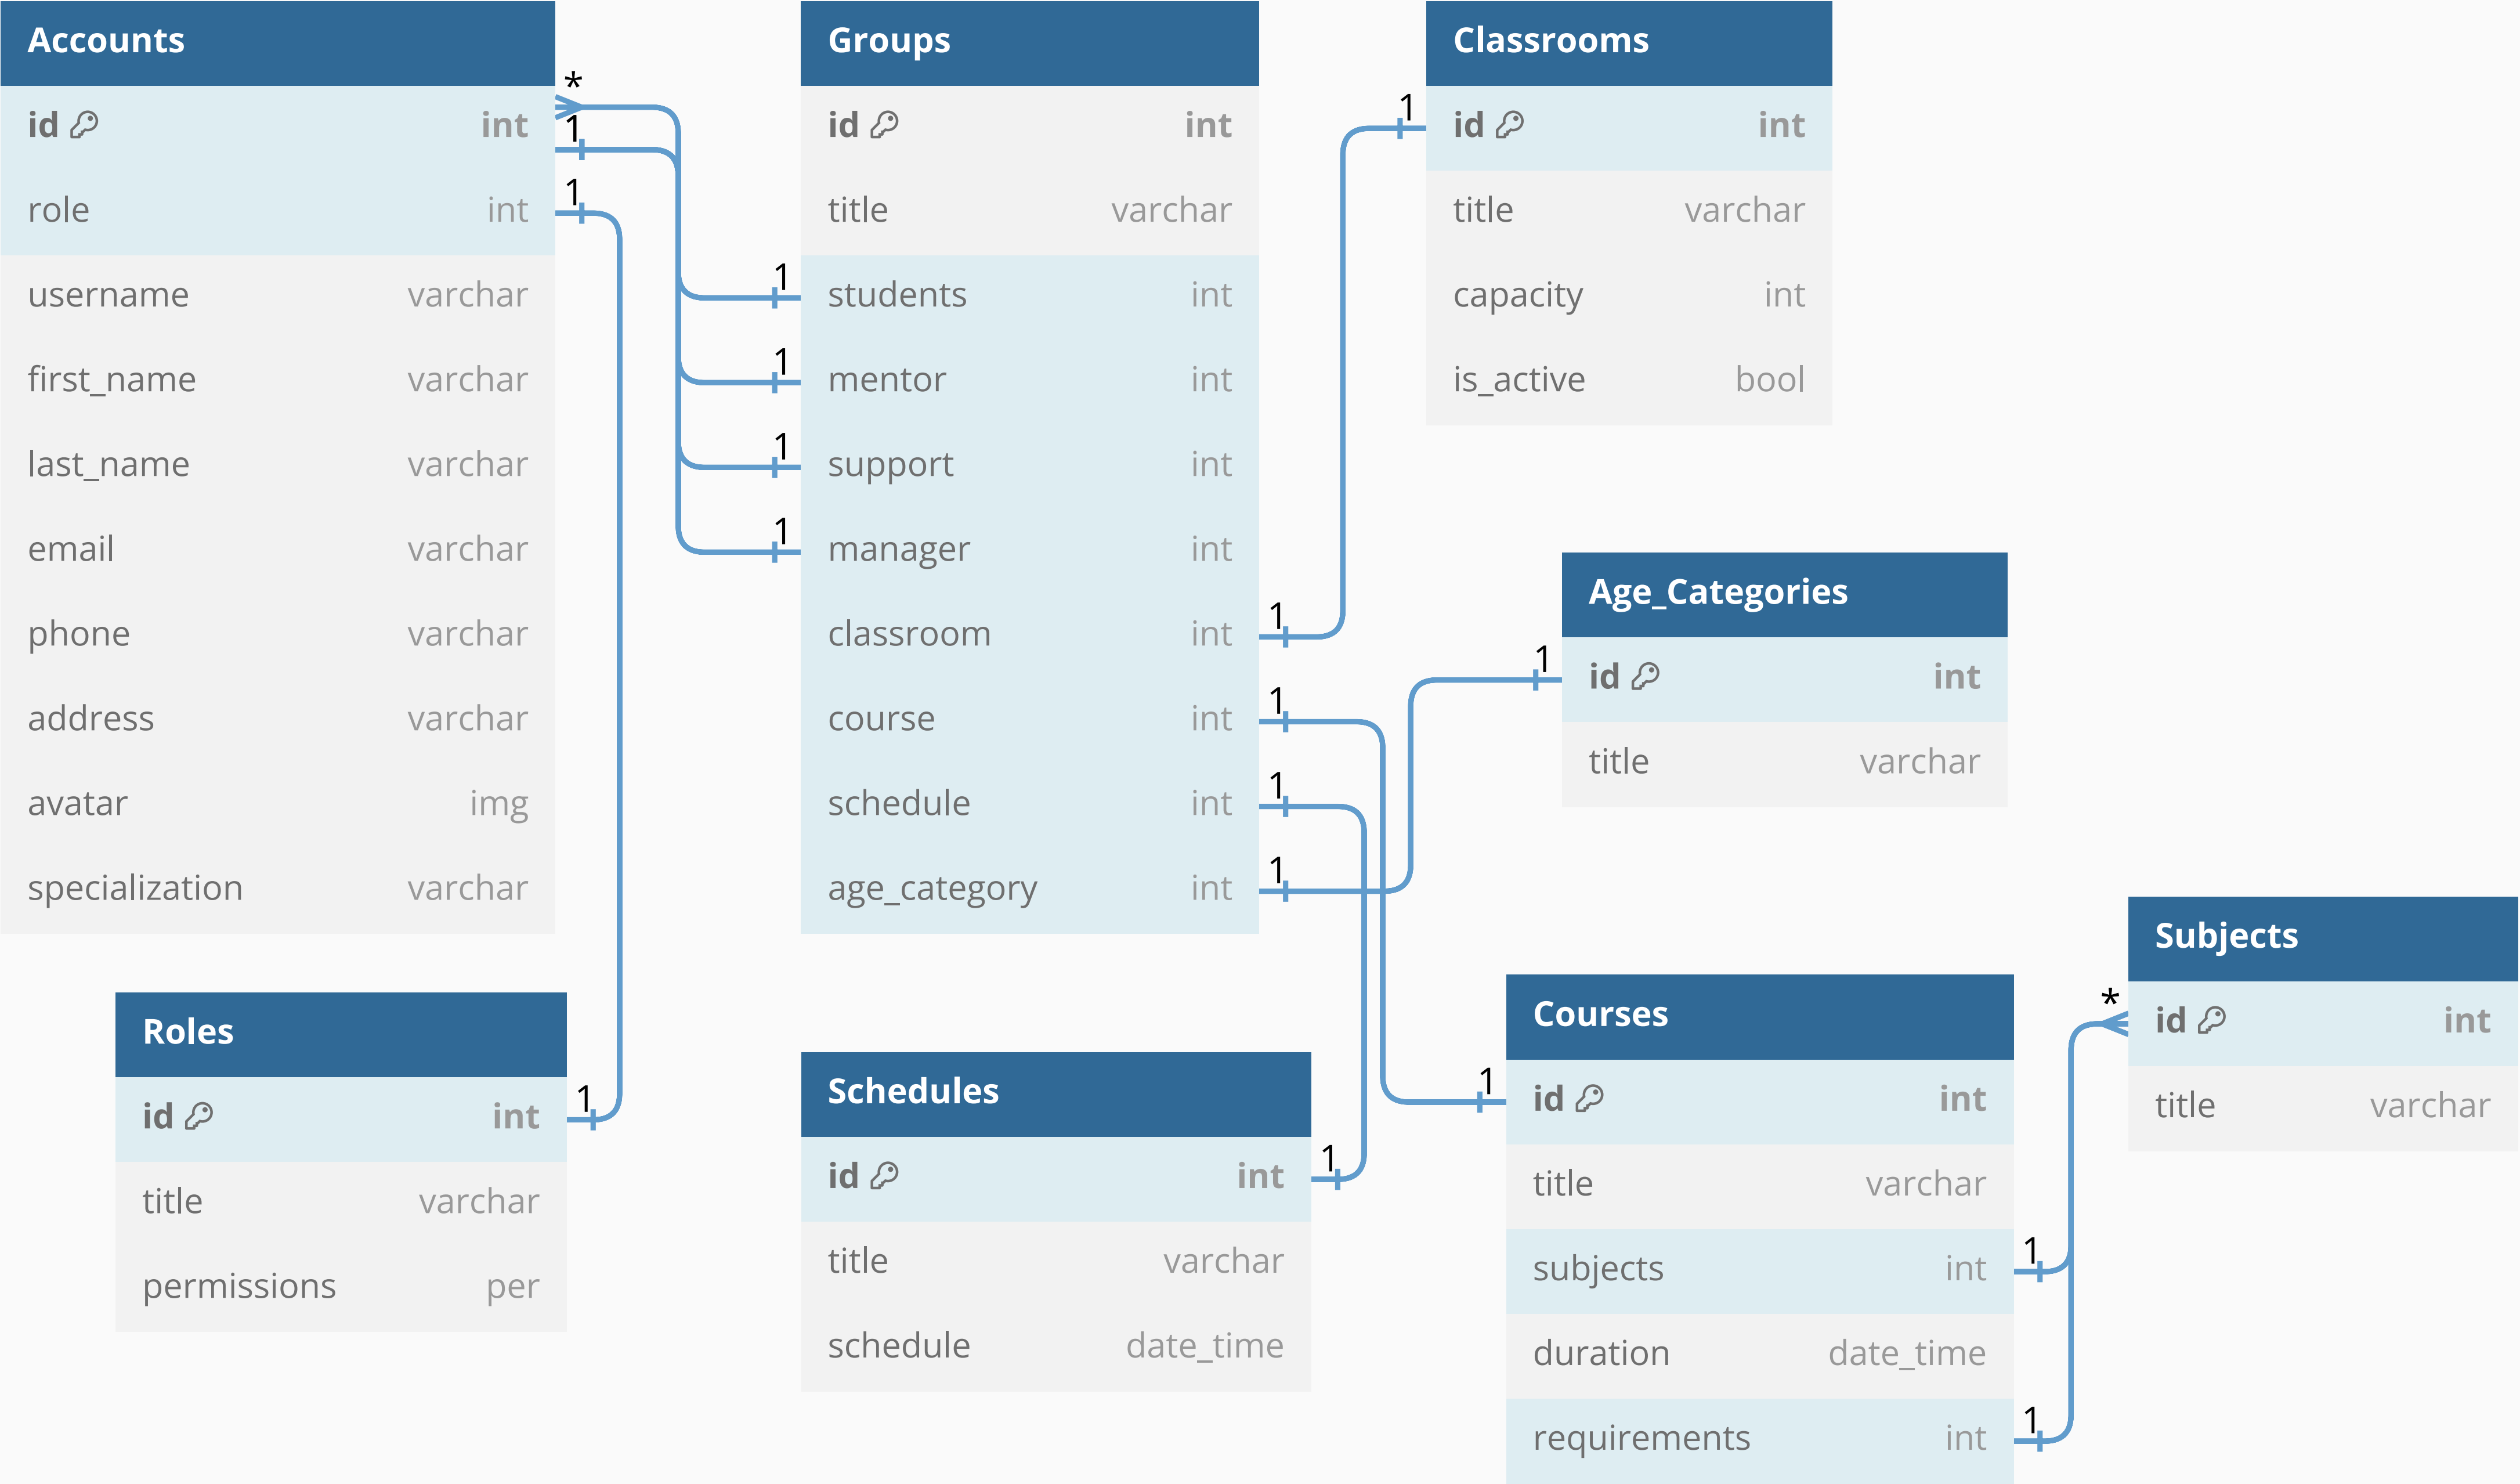 Accounts
*
id int
1
role int
1
username varchar
first_name varchar
last_name varchar
email varchar
phone varchar
address varchar
avatar img
specialization varchar
Groups
id int
title varchar
1 students int
1 mentor int
1 support int
1 manager int
classroom int 1
course int 1
schedule int 1
age_category int 1
Classrooms
1 id int
title varchar
capacity int
is_active bool
Age_Categories
1 id int
title varchar
Roles
id int 1
title varchar
permissions per
Schedules
id int 1
title varchar
schedule date_time
Courses
1 id int
title varchar
subjects int 1
duration date_time
requirements int 1
Subjects
* id int
title varchar